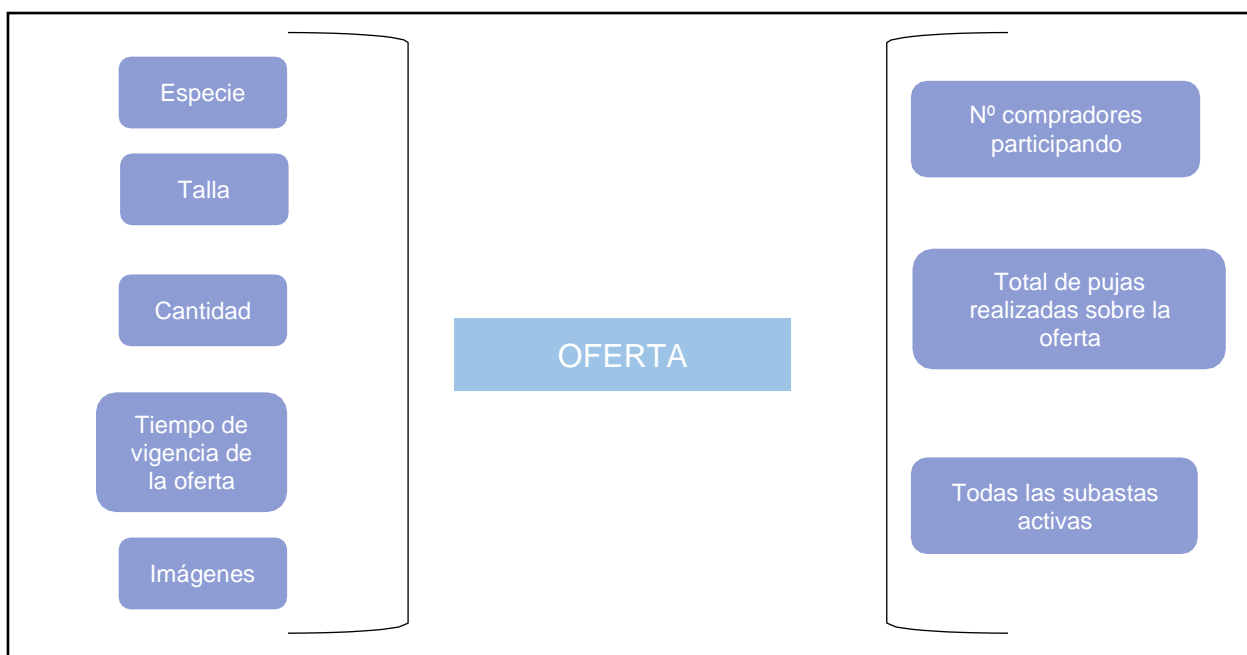 Especie
Talla
Cantidad
Tiempo de
vigencia de
la oferta
Imágenes
OFERTA
Nº compradores
participando
Total de pujas
realizadas sobre la
oferta
Todas las subastas
activas